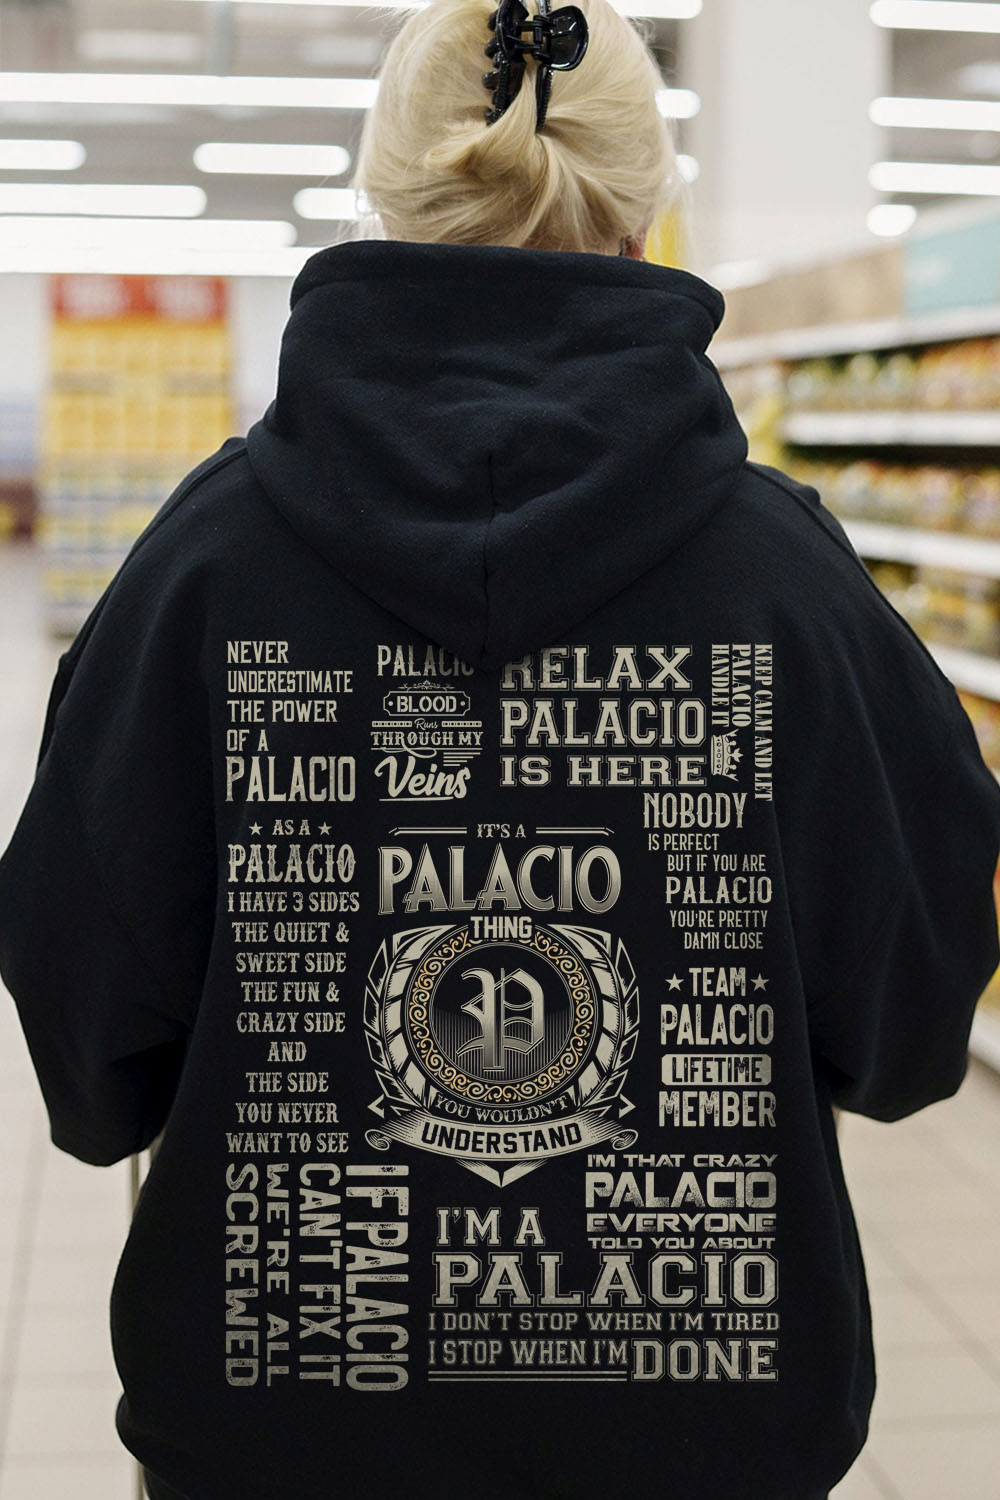 NEVER
UNDERESTIMATE
THE POWER
OF A
PALACIO
PALACIO
BLOOD
Runs
THROUGH MY
Veins
RELAX
PALACIO
IS HERE
KEEP CALM AND LET
PALACIO
HANDLE IT
NOBODY
IS PERFECT
BUT IF YOU ARE
PALACIO
YOU'RE PRETTY
DAMN CLOSE
AS A
PALACIO
I HAVE 3 SIDES
THE QUIET &
SWEET SIDE
THE FUN &
CRAZY SIDE
AND
THE SIDE
YOU NEVER
WANT TO SEE
IT'S A
PALACIO
THING
P
YOU WOULDN'T
UNDERSTAND
TEAM
PALACIO
LIFETIME
MEMBER
IF PALACIO
CAN'T FIX IT
WE'RE ALL
SCREWED
I'M THAT CRAZY
PALACIO
EVERYONE
TOLD YOU ABOUT
I'M A
PALACIO
I DON'T STOP WHEN I'M TIRED
I STOP WHEN I'M DONE